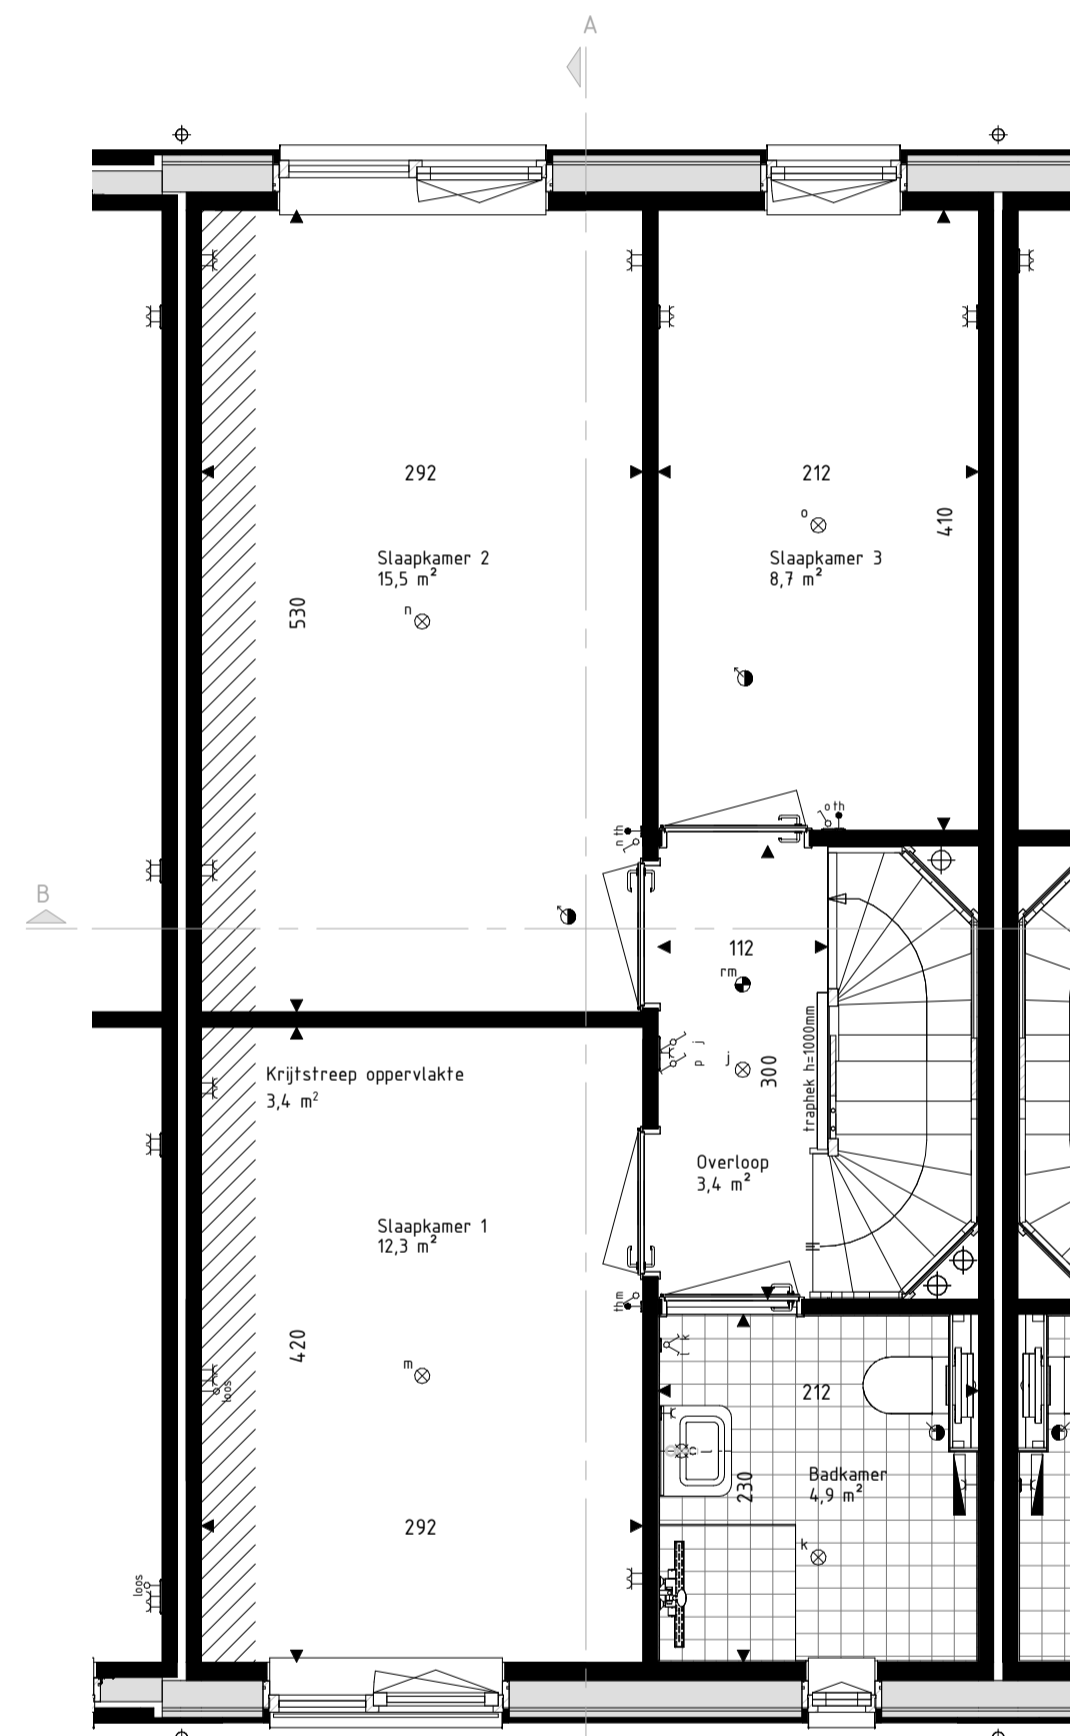 A
292
212
o
410
Slaapkamer 2
15,5 m²
Slaapkamer 3
8,7 m²
530
n
o th
n th
B
112
rm
j
p j
300
traphek h=1000mm
Krijtstreep oppervlakte
3,4 m²
Overloop
3,4 m²
Slaapkamer 1
12,3 m²
thm
k
l
420
m
212
loos
l
Badkamer
4,9 m²
230
292
k
loos